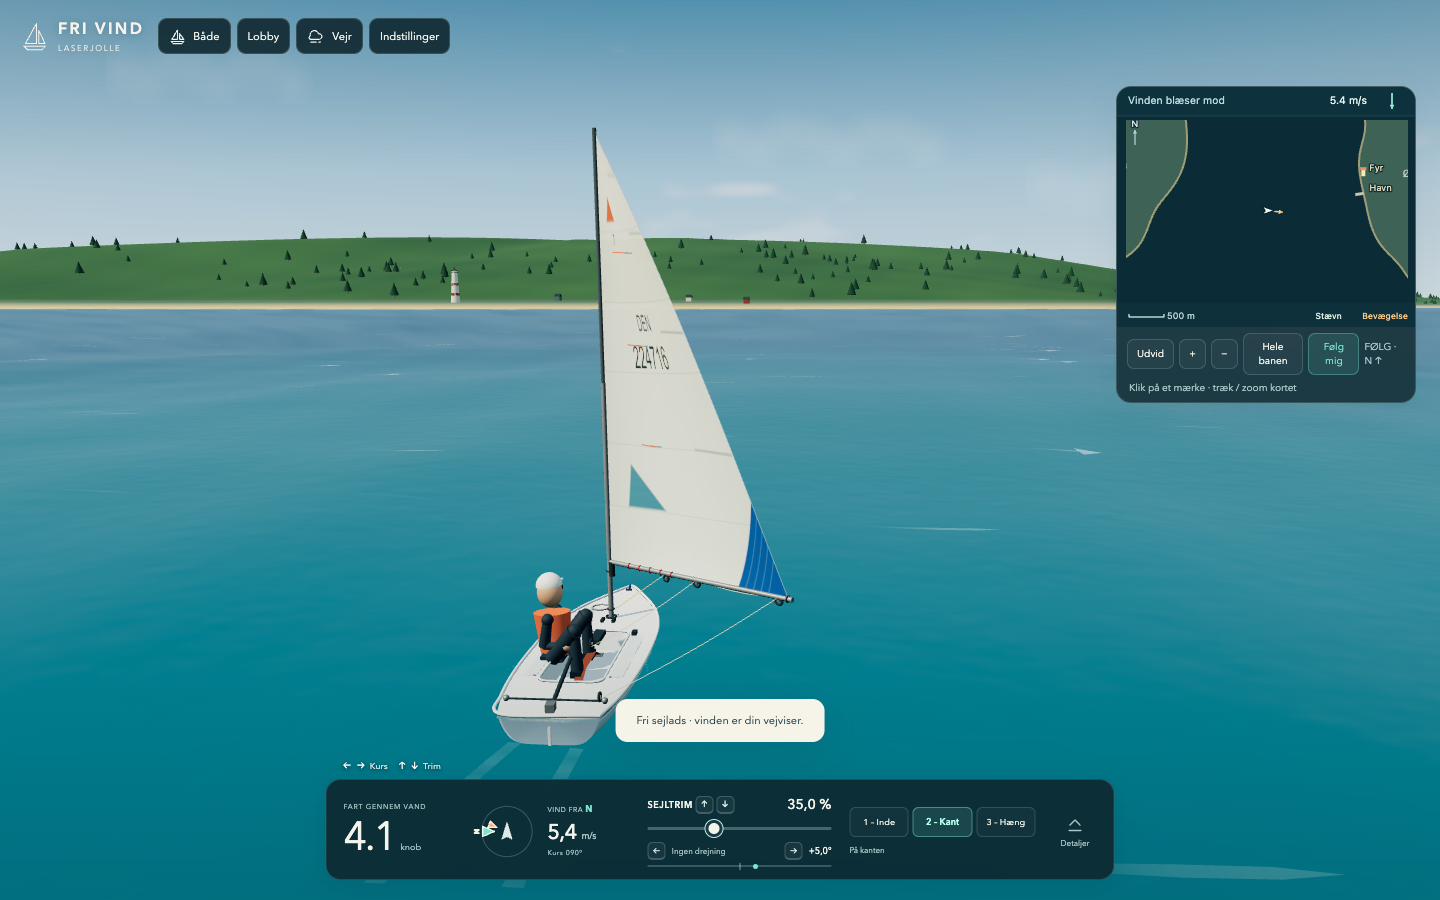 FRI VIND
LASERJOLLE
Både
Lobby
Vejr
Indstillinger
Vinden blæser mod
5.4 m/s
N
Fyr
Ø
Havn
500 m
Stævn
Bevægelse
Udvid
+
−
Hele banen
Følg mig
FØLG · N ↑
Klik på et mærke · træk / zoom kortet
DEN
224716
Fri sejlads · vinden er din vejviser.
← → Kurs ↑ ↓ Trim
FART GENNEM VAND
4.1 knob
N
VIND FRA N
5,4 m/s
Kurs 090°
SEJLTRIM ↑ ↓ 35,0 %
← Ingen drejning → +5,0°
1 – Inde
2 – Kant
3 – Hæng
På kanten
Detaljer